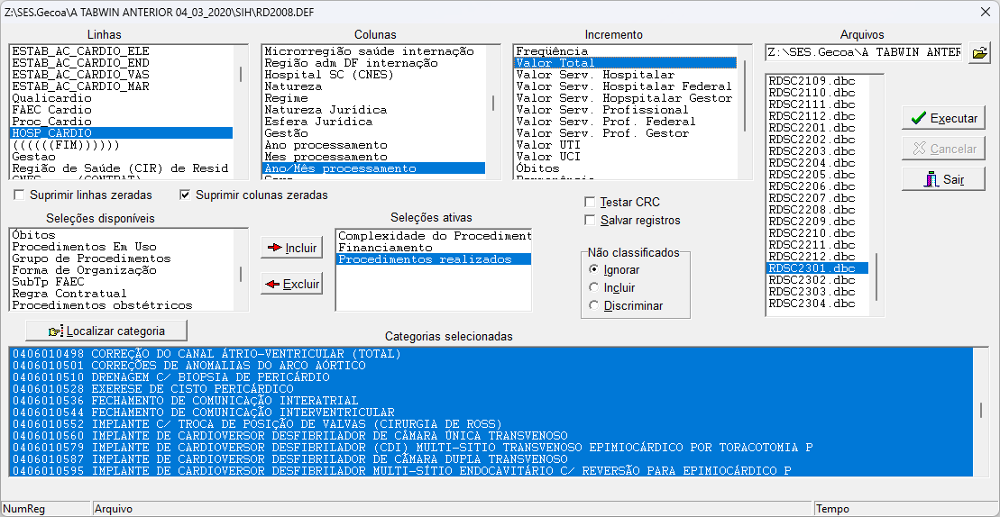 Z:\SES.Gecoa\A TABWIN ANTERIOR 04_03_2020\SIH\RD2008.DEF
Linhas
ESTAB_AC_CARDIO_ELE
ESTAB_AC_CARDIO_END
ESTAB_AC_CARDIO_VAS
ESTAB_AC_CARDIO_MAR
Qualicardio
FAEC Cardio
Proc_Cardio
HOSP_CARDIO
((((((FIM))))))
Gestao
Região de Saúde (CIR) de Resid
Colunas
Microrregião saúde internação
Região adm DF internação
Hospital SC (CNES)
Natureza
Regime
Natureza Jurídica
Esfera Jurídica
Gestão
Ano processamento
Mes processamento
Ano/Mês processamento
Incremento
Freqüência
Valor Total
Valor Serv. Hospitalar
Valor Serv. Hospitalar Federal
Valor Serv. Hopspitalar Gestor
Valor Serv. Profissional
Valor Serv. Prof. Federal
Valor Serv. Prof. Gestor
Valor UTI
Valor UCI
Óbitos
Arquivos
Z:\SES.Gecoa\A TABWIN ANTER
RDSC2109.dbc
RDSC2110.dbc
RDSC2111.dbc
RDSC2112.dbc
RDSC2201.dbc
RDSC2202.dbc
RDSC2203.dbc
RDSC2204.dbc
RDSC2205.dbc
RDSC2206.dbc
RDSC2207.dbc
RDSC2208.dbc
RDSC2209.dbc
RDSC2210.dbc
RDSC2211.dbc
RDSC2212.dbc
RDSC2301.dbc
RDSC2302.dbc
RDSC2303.dbc
RDSC2304.dbc
Executar
Cancelar
Sair
Suprimir linhas zeradas
Suprimir colunas zeradas
Seleções disponíveis
Óbitos
Procedimentos Em Uso
Grupo de Procedimentos
Forma de Organização
SubTp FAEC
Regra Contratual
Procedimentos obstétricos
Incluir
Excluir
Seleções ativas
Complexidade do Procediment
Financiamento
Procedimentos realizados
Testar CRC
Salvar registros
Não classificados
Ignorar
Incluir
Discriminar
Localizar categoria
Categorias selecionadas
0406010498 CORREÇÃO DO CANAL ÁTRIO-VENTRICULAR (TOTAL)
0406010501 CORREÇÕES DE ANOMALIAS DO ARCO AÓRTICO
0406010510 DRENAGEM C/ BIOPSIA DE PERICÁRDIO
0406010528 EXERESE DE CISTO PERICÁRDICO
0406010536 FECHAMENTO DE COMUNICAÇÃO INTERATRIAL
0406010544 FECHAMENTO DE COMUNICAÇÃO INTERVENTRICULAR
0406010552 IMPLANTE C/ TROCA DE POSIÇÃO DE VALVAS (CIRURGIA DE ROSS)
0406010560 IMPLANTE DE CARDIOVERSOR DESFIBRILADOR DE CÂMARA ÚNICA TRANSVENOSO
0406010579 IMPLANTE DE CARDIOVERSOR DESFIBRILADOR (CDI) MULTI-SITIO TRANSVENOSO EPIMIOCÁRDICO POR TORACOTOMIA P
0406010587 IMPLANTE DE CARDIOVERSOR DESFIBRILADOR DE CÂMARA DUPLA TRANSVENOSO
0406010595 IMPLANTE DE CARDIOVERSOR DESFIBRILADOR MULTI-SÍTIO ENDOCAVITÁRIO C/ REVERSÃO PARA EPIMIOCÁRDICO P
NumReg
Arquivo
Tempo